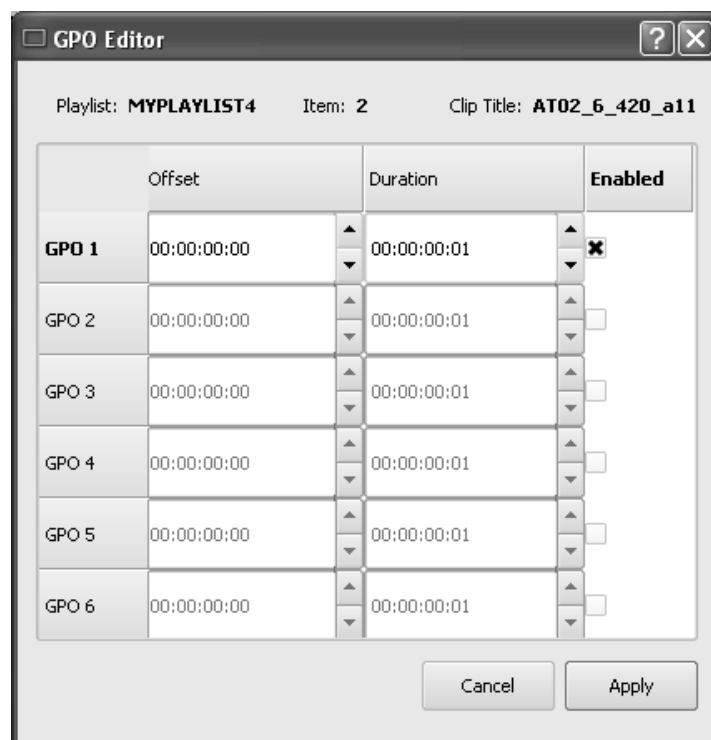 GPO Editor
Playlist: MYPLAYLIST4 Item: 2 Clip Title: AT02_6_420_a11
Offset Duration Enabled
GPO 1 00:00:00:00 00:00:00:01
GPO 2 00:00:00:00 00:00:00:01
GPO 3 00:00:00:00 00:00:00:01
GPO 4 00:00:00:00 00:00:00:01
GPO 5 00:00:00:00 00:00:00:01
GPO 6 00:00:00:00 00:00:00:01
Cancel Apply